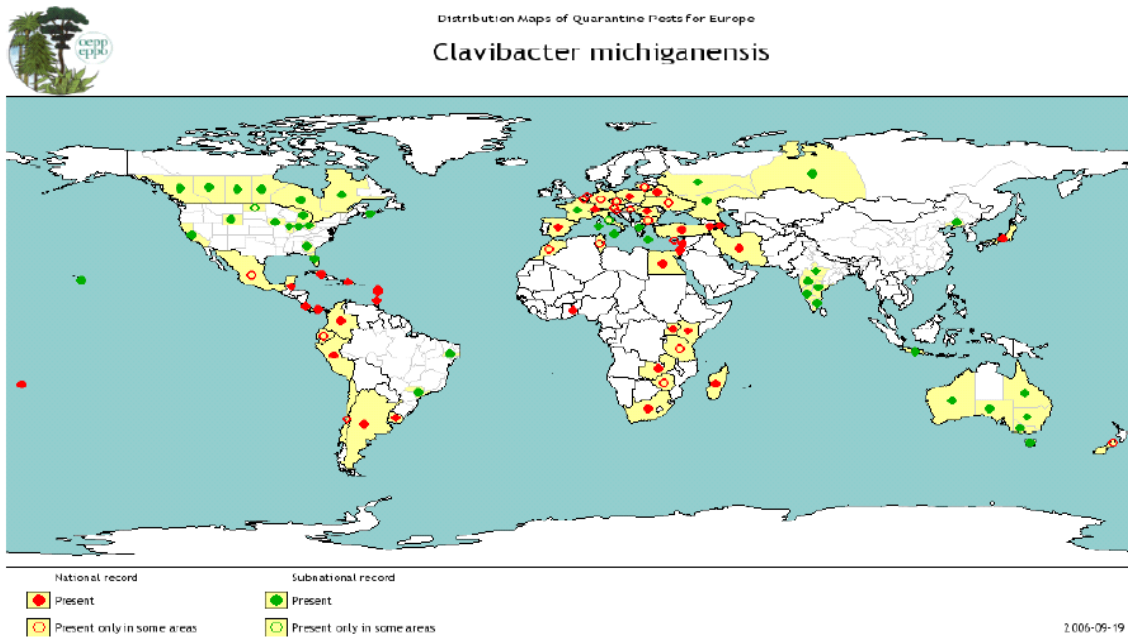 oepp
eppo
Distribution Maps of Quarantine Pests for Europe
Clavibacter michiganensis
National record
Present
Present only in some areas
Subnational record
Present
Present only in some areas
2006-09-19